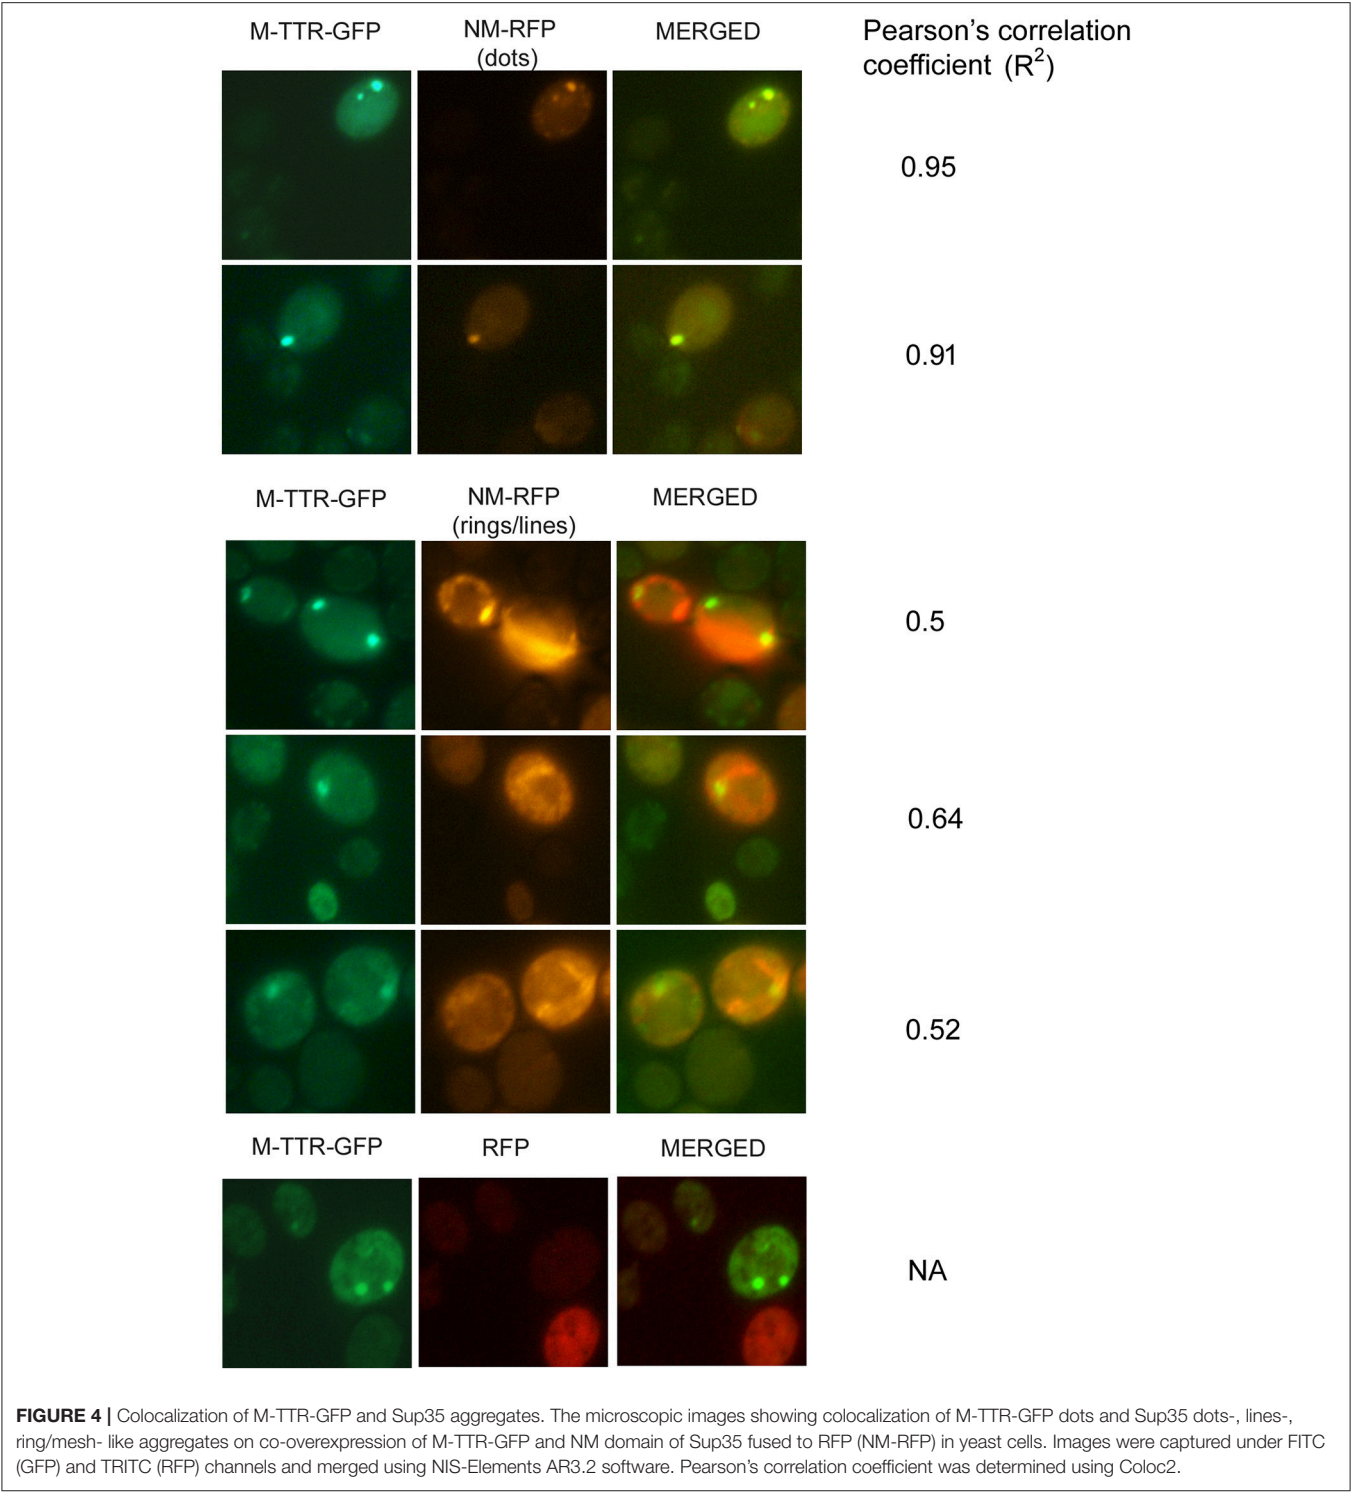 M-TTR-GFP NM-RFP MERGED Pearson's correlation
(dots) coefficient (R²)
0.95
0.91
M-TTR-GFP NM-RFP MERGED
(rings/lines)
0.5
0.64
0.52
M-TTR-GFP RFP MERGED
NA
FIGURE 4 | Colocalization of M-TTR-GFP and Sup35 aggregates. The microscopic images showing colocalization of M-TTR-GFP dots and Sup35 dots-, lines-,
ring/mesh- like aggregates on co-overexpression of M-TTR-GFP and NM domain of Sup35 fused to RFP (NM-RFP) in yeast cells. Images were captured under FITC
(GFP) and TRITC (RFP) channels and merged using NIS-Elements AR3.2 software. Pearson's correlation coefficient was determined using Coloc2.